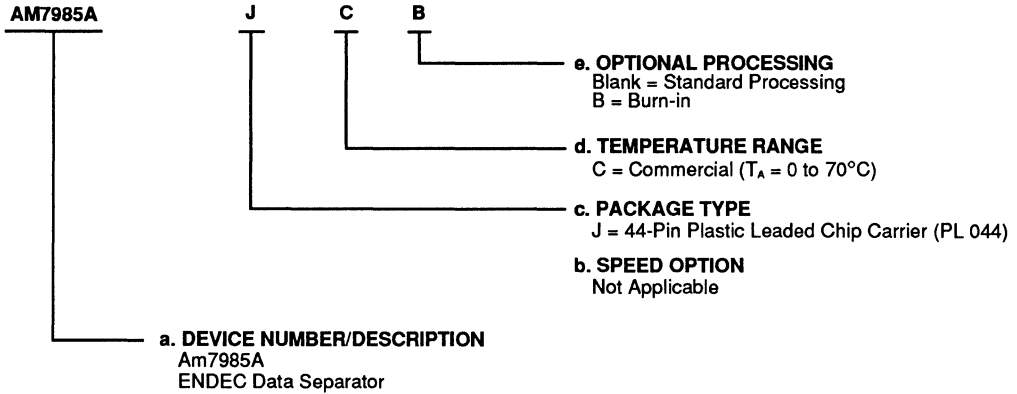 AM7985A J C B
e. OPTIONAL PROCESSING
Blank = Standard Processing
B = Burn-in
d. TEMPERATURE RANGE
C = Commercial (TA = 0 to 70°C)
c. PACKAGE TYPE
J = 44-Pin Plastic Leaded Chip Carrier (PL 044)
b. SPEED OPTION
Not Applicable
a. DEVICE NUMBER/DESCRIPTION
Am7985A
ENDEC Data Separator